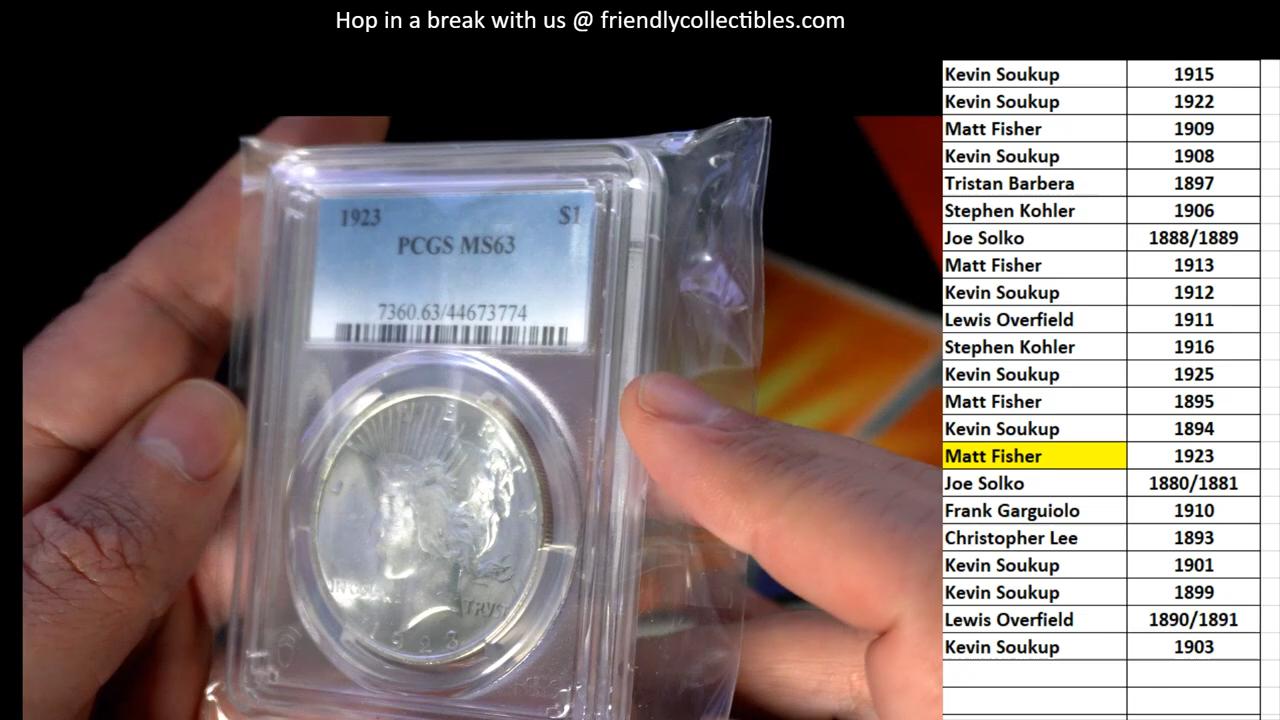 Hop in a break with us @ friendlycollectibles.com
Kevin Soukup 1915
Kevin Soukup 1922
Matt Fisher 1909
Kevin Soukup 1908
Tristan Barbera 1897
Stephen Kohler 1906
Joe Solko 1888/1889
Matt Fisher 1913
Kevin Soukup 1912
Lewis Overfield 1911
Stephen Kohler 1916
Kevin Soukup 1925
Matt Fisher 1895
Kevin Soukup 1894
Matt Fisher 1923
Joe Solko 1880/1881
Frank Garguiolo 1910
Christopher Lee 1893
Kevin Soukup 1901
Kevin Soukup 1899
Lewis Overfield 1890/1891
Kevin Soukup 1903
1923 $1
PCGS MS63
7360.63/44673774